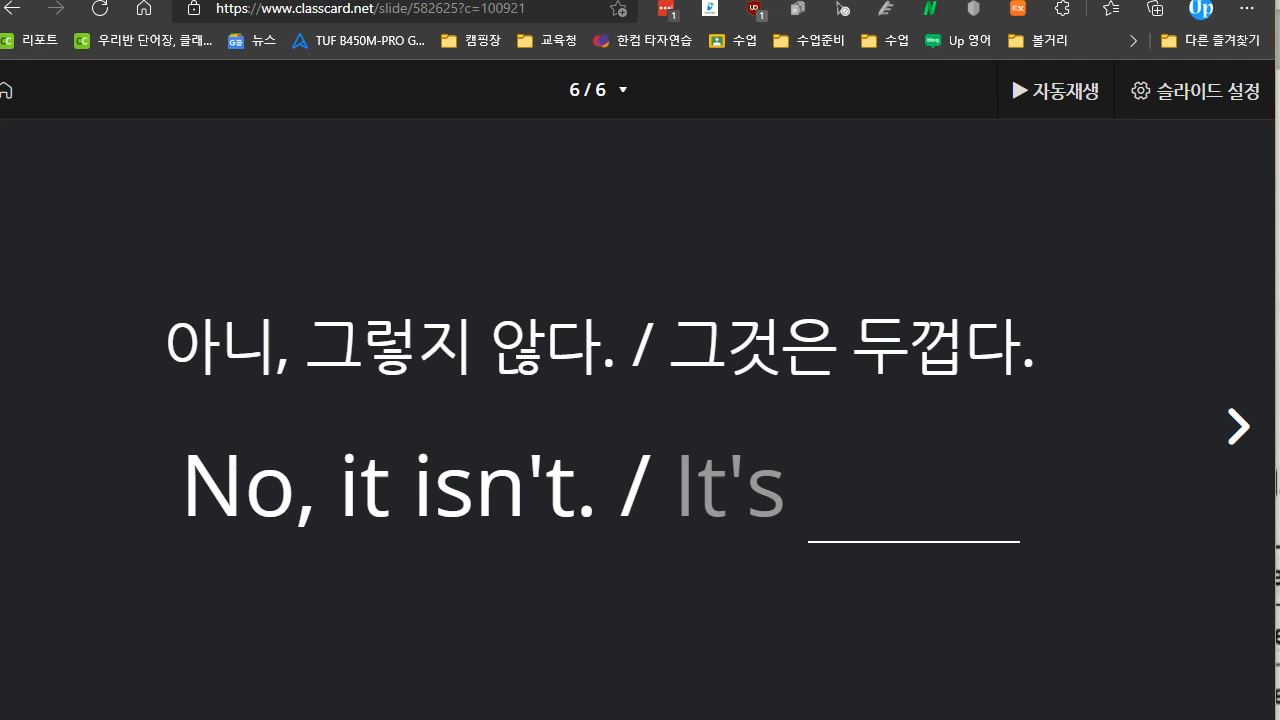 https://www.classcard.net/slide/582625?c=100921
리포트 우리반 단어장, 클래... 뉴스 TUF B450M-PRO G... 캠핑장 교육청 한컴 타자연습 수업 수업준비 수업 Up 영어 볼거리 다른 즐겨찾기
6 / 6 자동재생 슬라이드 설정
아니, 그렇지 않다. / 그것은 두껍다.
No, it isn't. / It's